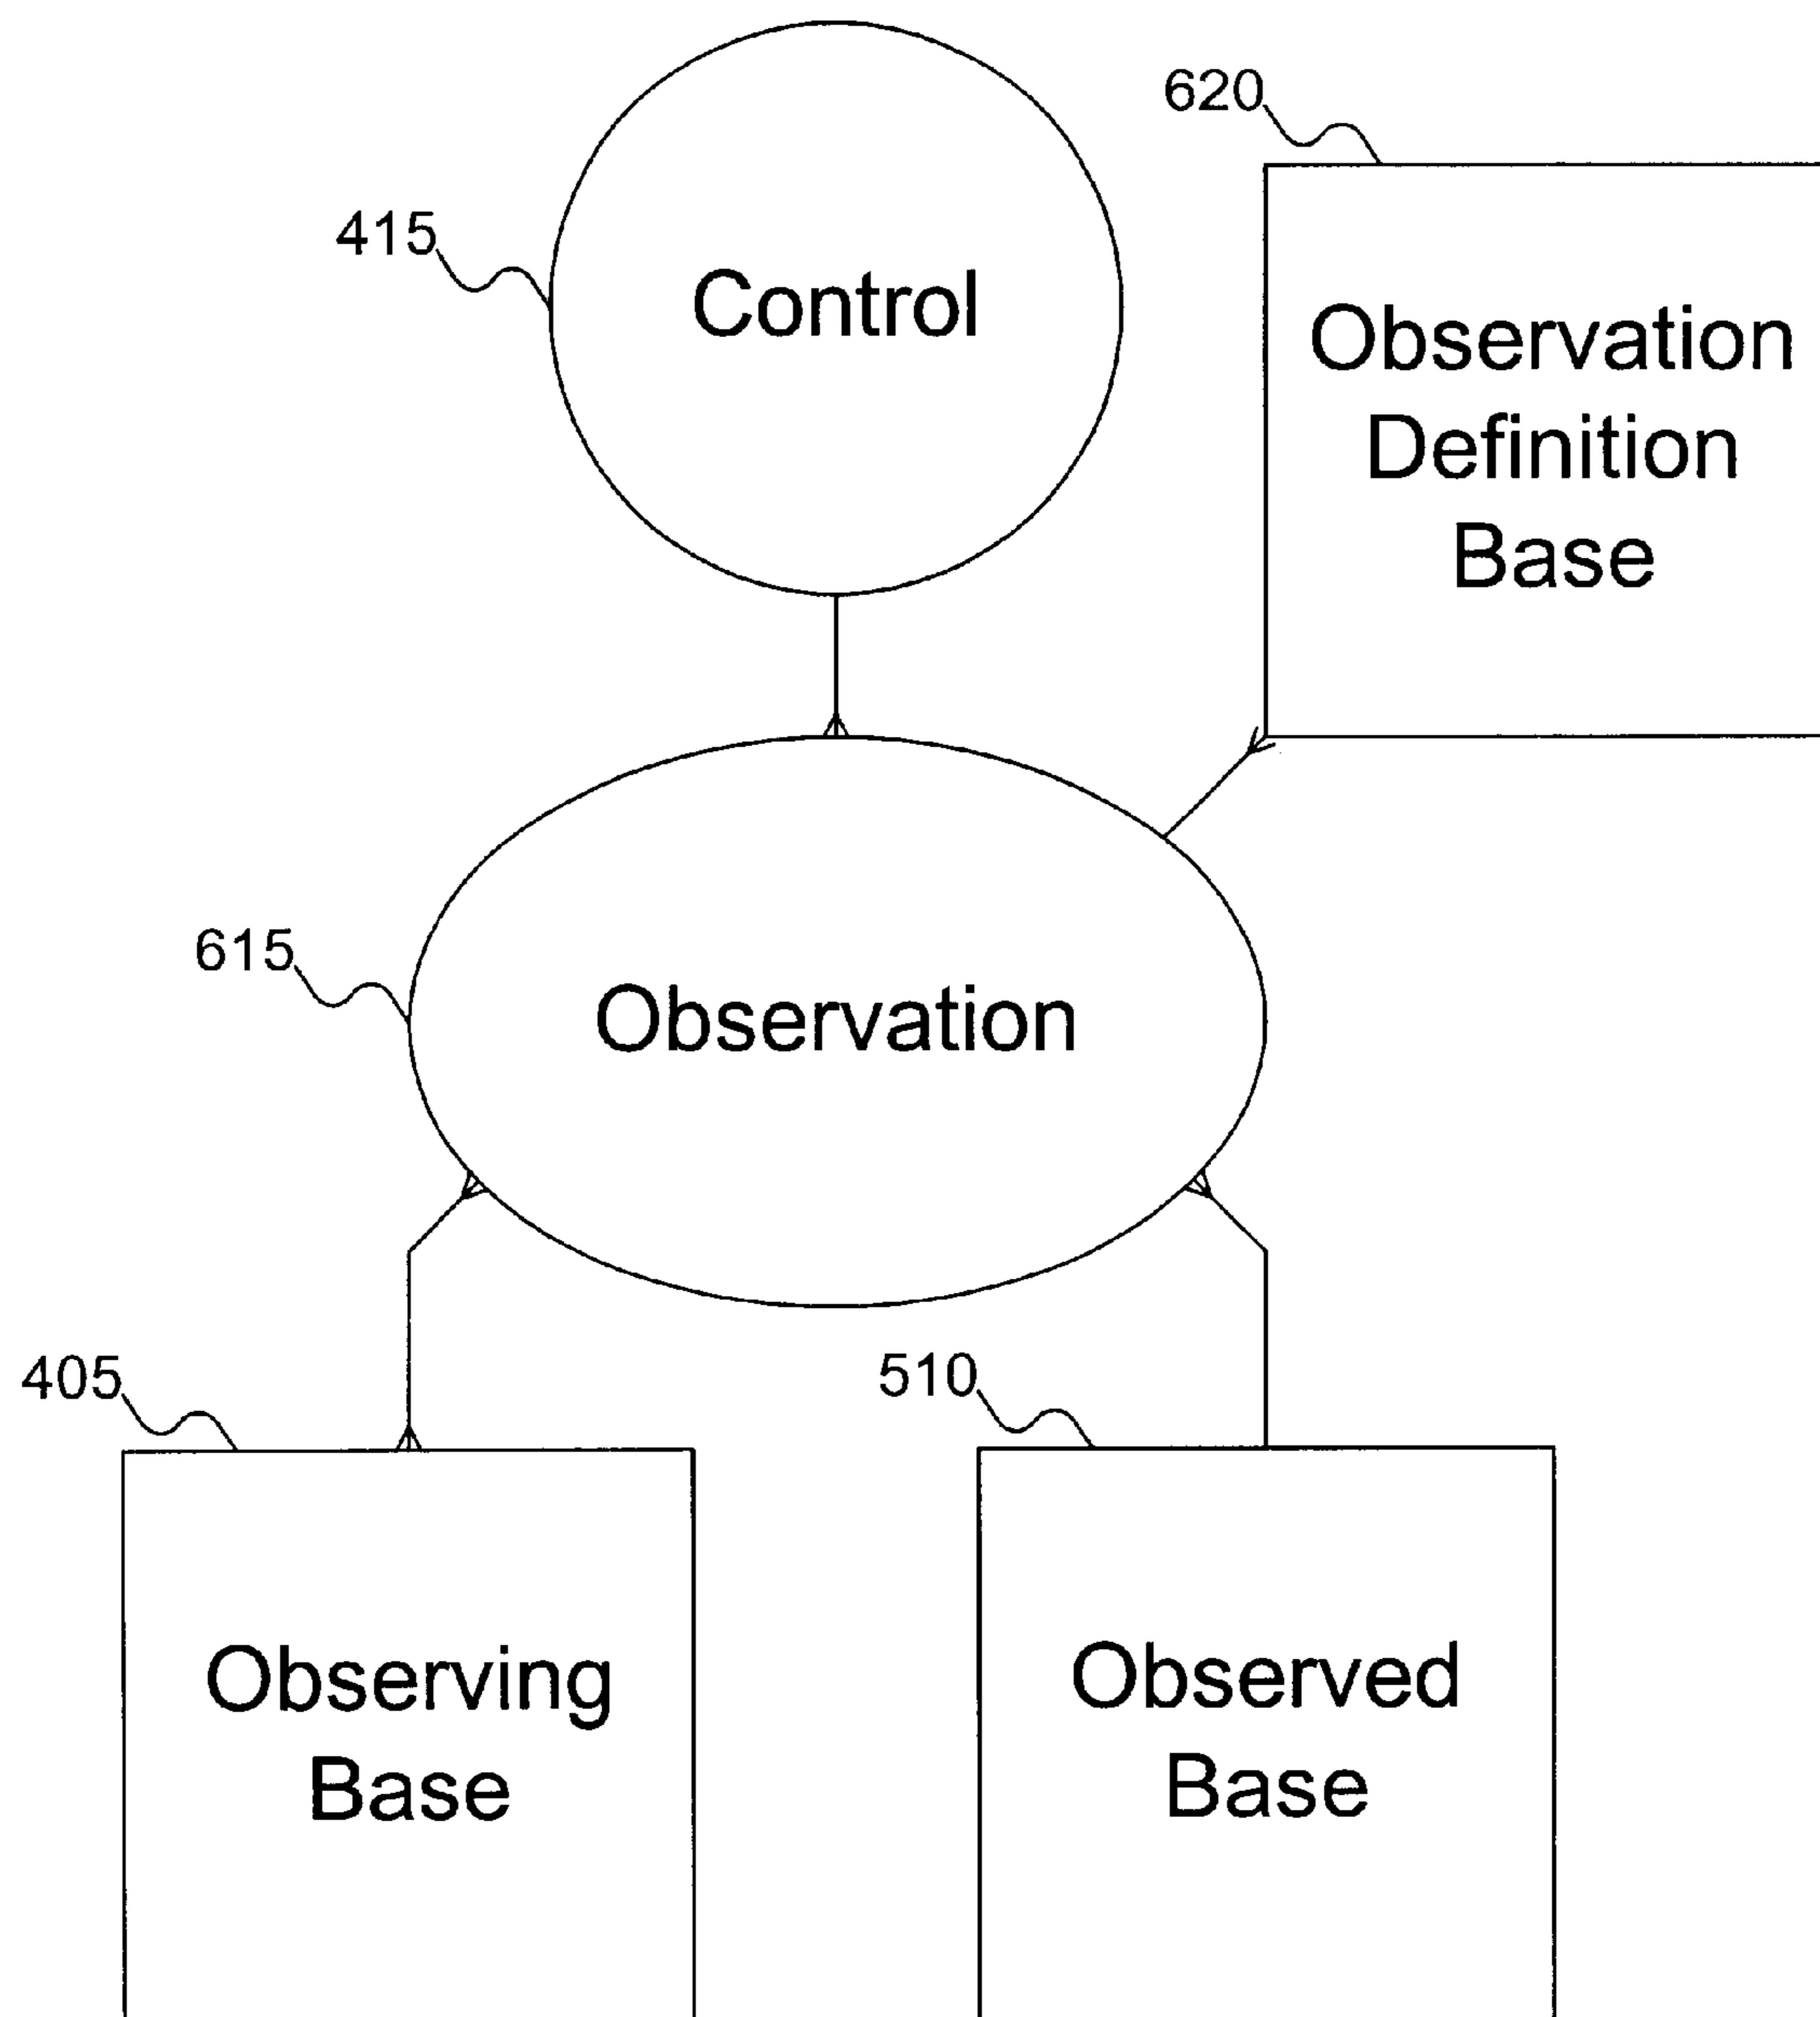 620
415
Control
Observation
Definition
Base
615
Observation
405
510
Observing
Base
Observed
Base